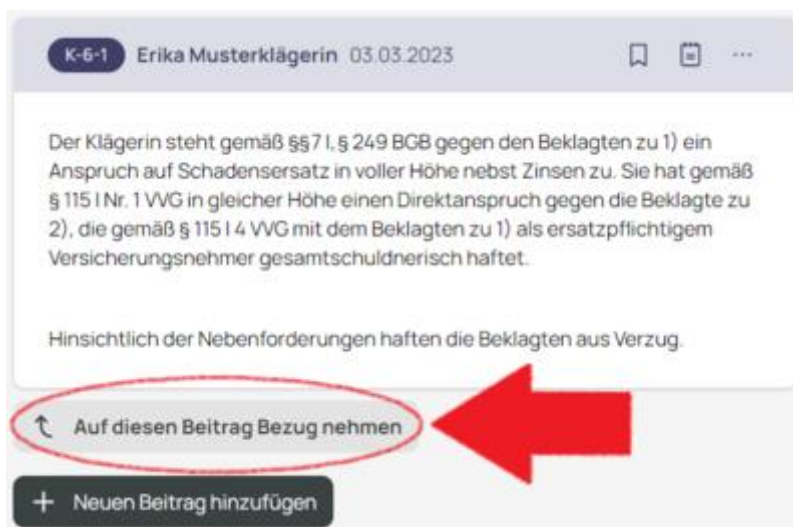 K-6-1 Erika Musterklägerin 03.03.2023
Der Klägerin steht gemäß §§7 I, § 249 BGB gegen den Beklagten zu 1) ein
Anspruch auf Schadensersatz in voller Höhe nebst Zinsen zu. Sie hat gemäß
§ 115 I Nr. 1 VVG in gleicher Höhe einen Direktanspruch gegen die Beklagte zu
2), die gemäß § 115 I 4 VVG mit dem Beklagten zu 1) als ersatzpflichtigem
Versicherungsnehmer gesamtschuldnerisch haftet.
Hinsichtlich der Nebenforderungen haften die Beklagten aus Verzug.
Auf diesen Beitrag Bezug nehmen
+ Neuen Beitrag hinzufügen